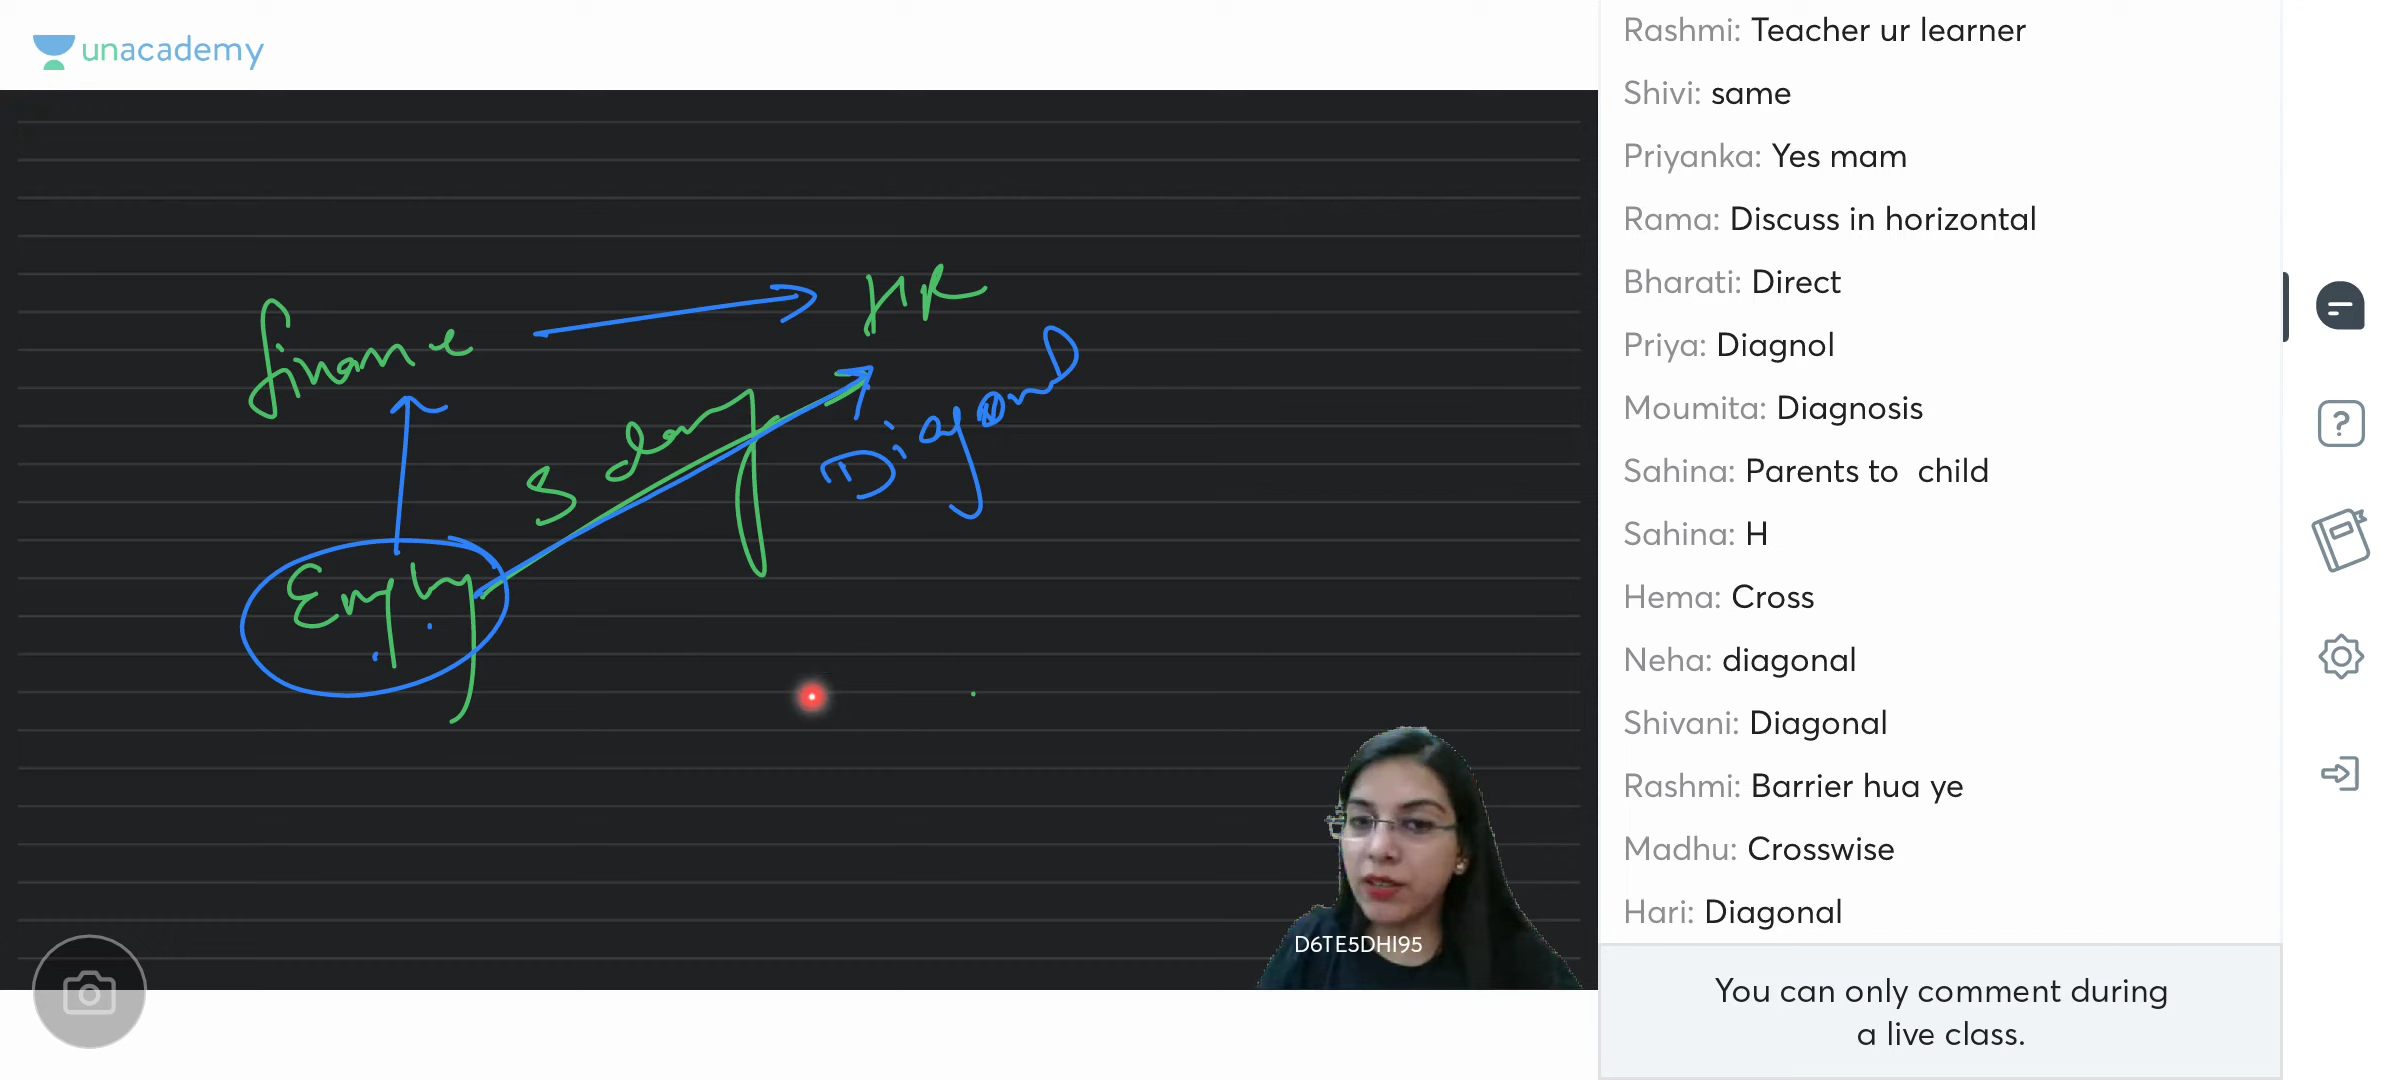 unacademy
finance
HR
Diagonal
Rashmi: Teacher ur learner
Shivi: same
Priyanka: Yes mam
Rama: Discuss in horizontal
Bharati: Direct
Priya: Diagnol
Moumita: Diagnosis
Sahina: Parents to child
Sahina: H
Hema: Cross
Neha: diagonal
Shivani: Diagonal
Rashmi: Barrier hua ye
Madhu: Crosswise
Hari: Diagonal
D6TE5DHI95
You can only comment during
a live class.